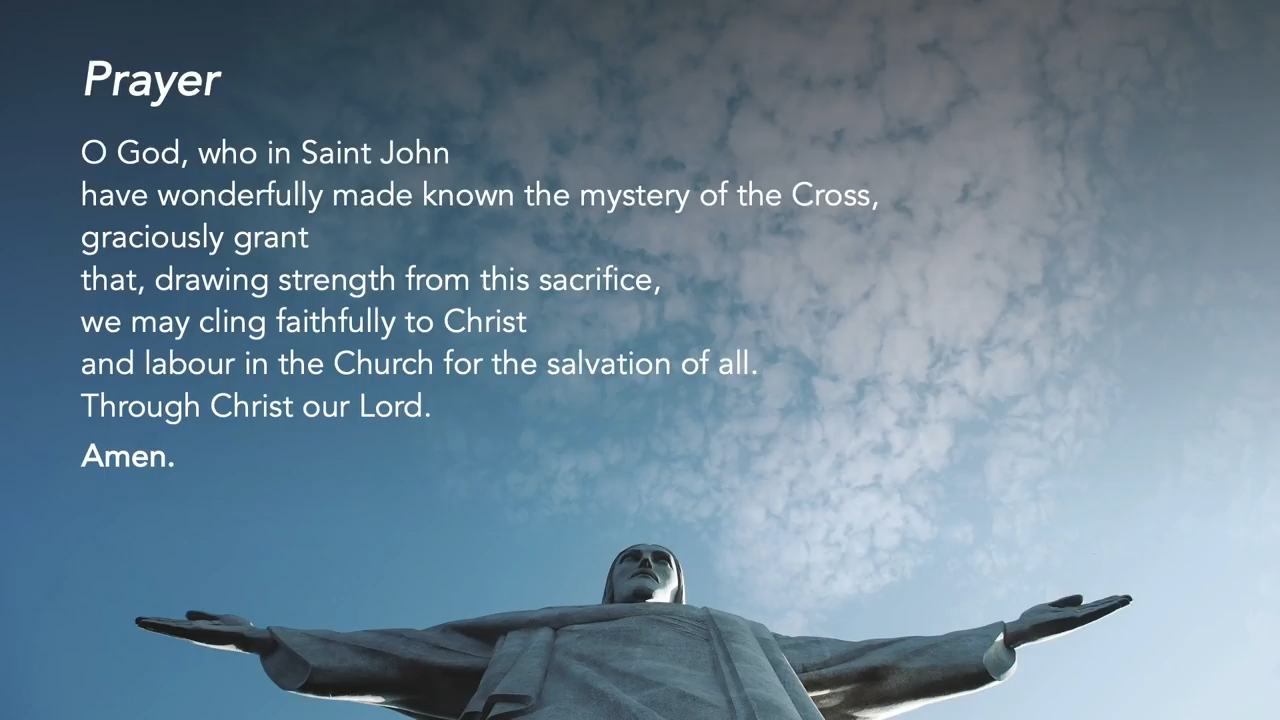 Prayer
O God, who in Saint John
have wonderfully made known the mystery of the Cross,
graciously grant
that, drawing strength from this sacrifice,
we may cling faithfully to Christ
and labour in the Church for the salvation of all.
Through Christ our Lord.
Amen.